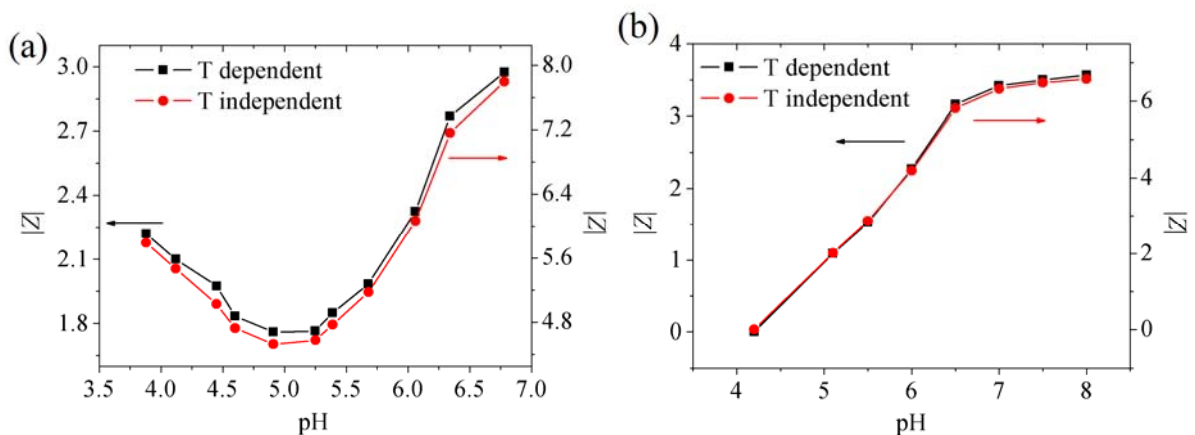 (a)
T dependent
T independent
|Z|
3.0
2.7
2.4
2.1
1.8
8.0
7.2
6.4
5.6
4.8
|Z|
3.5 4.0 4.5 5.0 5.5 6.0 6.5 7.0
pH
(b)
T dependent
T independent
|Z|
4
3
2
1
0
6
4
2
0
|Z|
4 5 6 7 8
pH